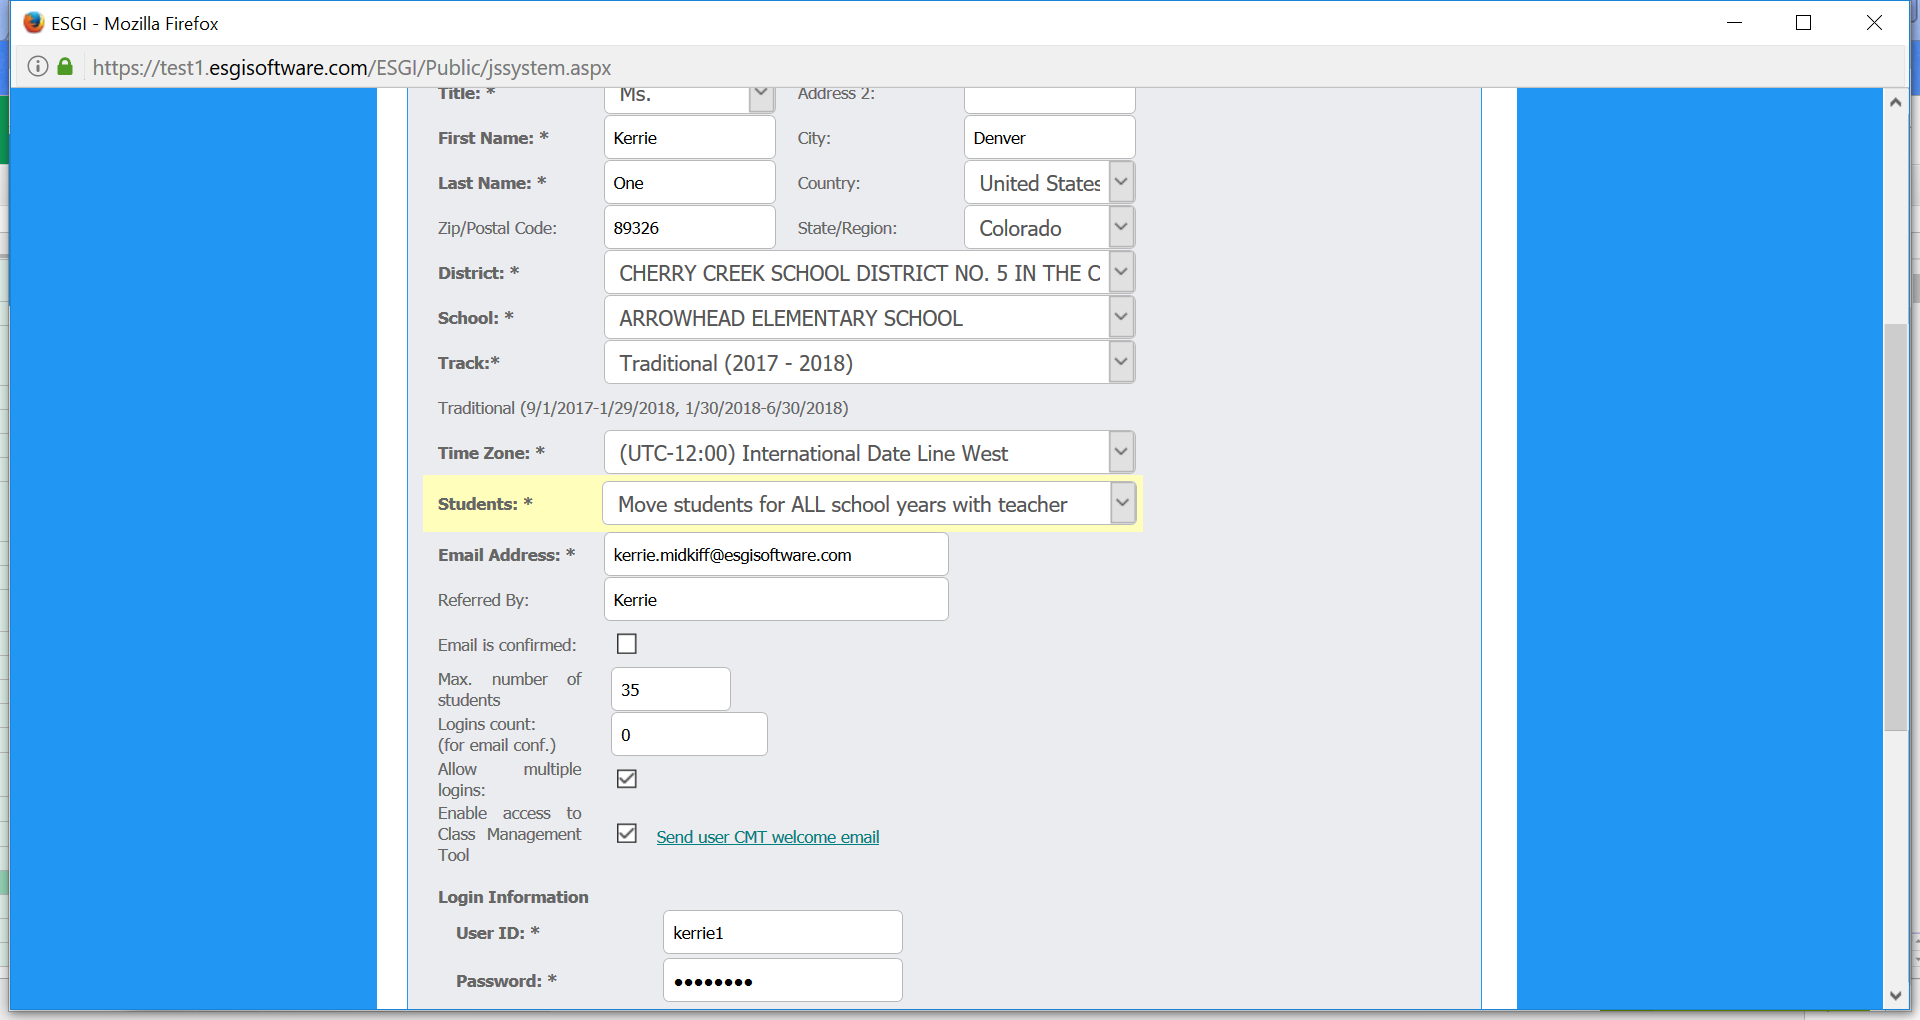 ESGI - Mozilla Firefox
https://test1.esgisoftware.com/ESGI/Public/jssystem.aspx
Title: * Ms. Address 2:
First Name: * Kerrie City: Denver
Last Name: * One Country: United States
Zip/Postal Code: 89326 State/Region: Colorado
District: * CHERRY CREEK SCHOOL DISTRICT NO. 5 IN THE C
School: * ARROWHEAD ELEMENTARY SCHOOL
Track:* Traditional (2017 - 2018)
Traditional (9/1/2017-1/29/2018, 1/30/2018-6/30/2018)
Time Zone: * (UTC-12:00) International Date Line West
Students: * Move students for ALL school years with teacher
Email Address: * kerrie.midkiff@esgisoftware.com
Referred By: Kerrie
Email is confirmed:
Max. number of
students 35
Logins count:
(for email conf.) 0
Allow multiple
logins:
Enable access to
Class Management
Tool Send user CMT welcome email
Login Information
User ID: * kerrie1
Password: * ●●●●●●●●